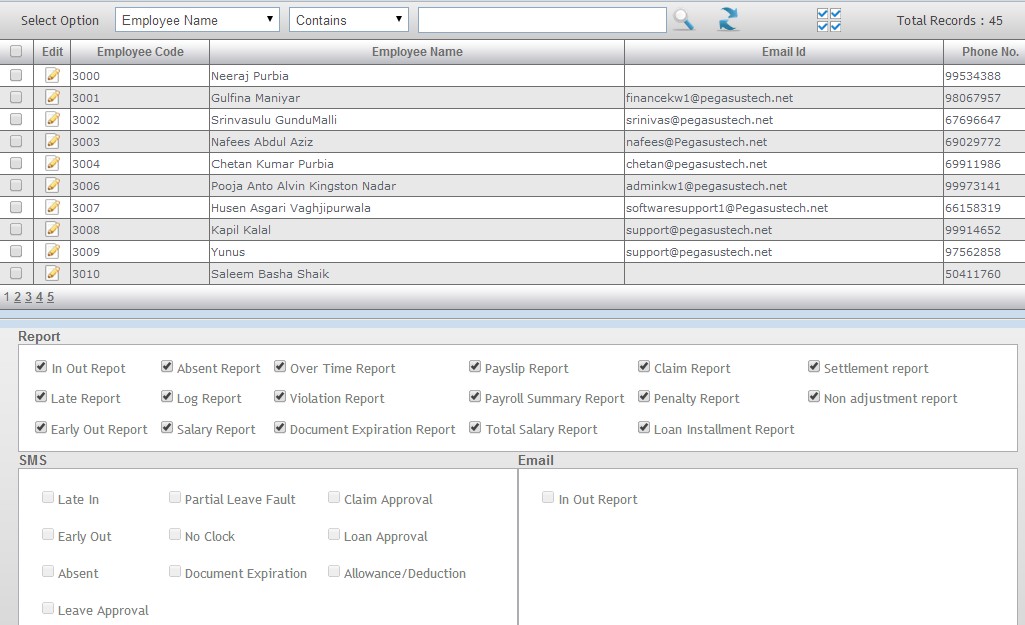 Select Option Employee Name Contains Total Records : 45
Edit Employee Code Employee Name Email Id Phone No.
3000 Neeraj Purbia 99534388
3001 Gulfina Maniyar financekw1@pegasustech.net 98067957
3002 Srinvasulu GunduMalli srinivas@pegasustech.net 67696647
3003 Nafees Abdul Aziz nafees@Pegasustech.net 69029772
3004 Chetan Kumar Purbia chetan@pegasustech.net 69911986
3006 Pooja Anto Alvin Kingston Nadar adminkw1@pegasustech.net 99973141
3007 Husen Asgari Vaghjipurwala softwaresupport1@Pegasustech.net 66158319
3008 Kapil Kalal support@pegasustech.net 99914652
3009 Yunus support@pegasustech.net 97562858
3010 Saleem Basha Shaik 50411760
1 2 3 4 5
Report
In Out Repot Absent Report Over Time Report Payslip Report Claim Report Settlement report
Late Report Log Report Violation Report Payroll Summary Report Penalty Report Non adjustment report
Early Out Report Salary Report Document Expiration Report Total Salary Report Loan Installment Report
SMS Email
Late In Partial Leave Fault Claim Approval In Out Report
Early Out No Clock Loan Approval
Absent Document Expiration Allowance/Deduction
Leave Approval